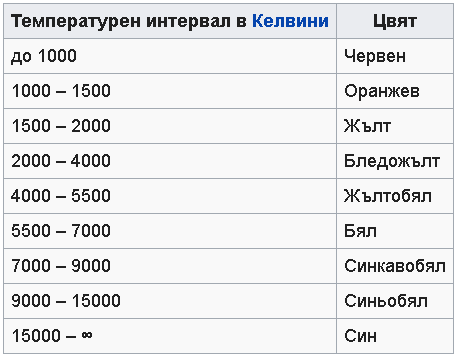 Температурен интервал в Келвини Цвят
до 1000 Червен
1000 – 1500 Оранжев
1500 – 2000 Жълт
2000 – 4000 Бледожълт
4000 – 5500 Жълтобял
5500 – 7000 Бял
7000 – 9000 Синкавобял
9000 – 15000 Синьобял
15000 – ∞ Син